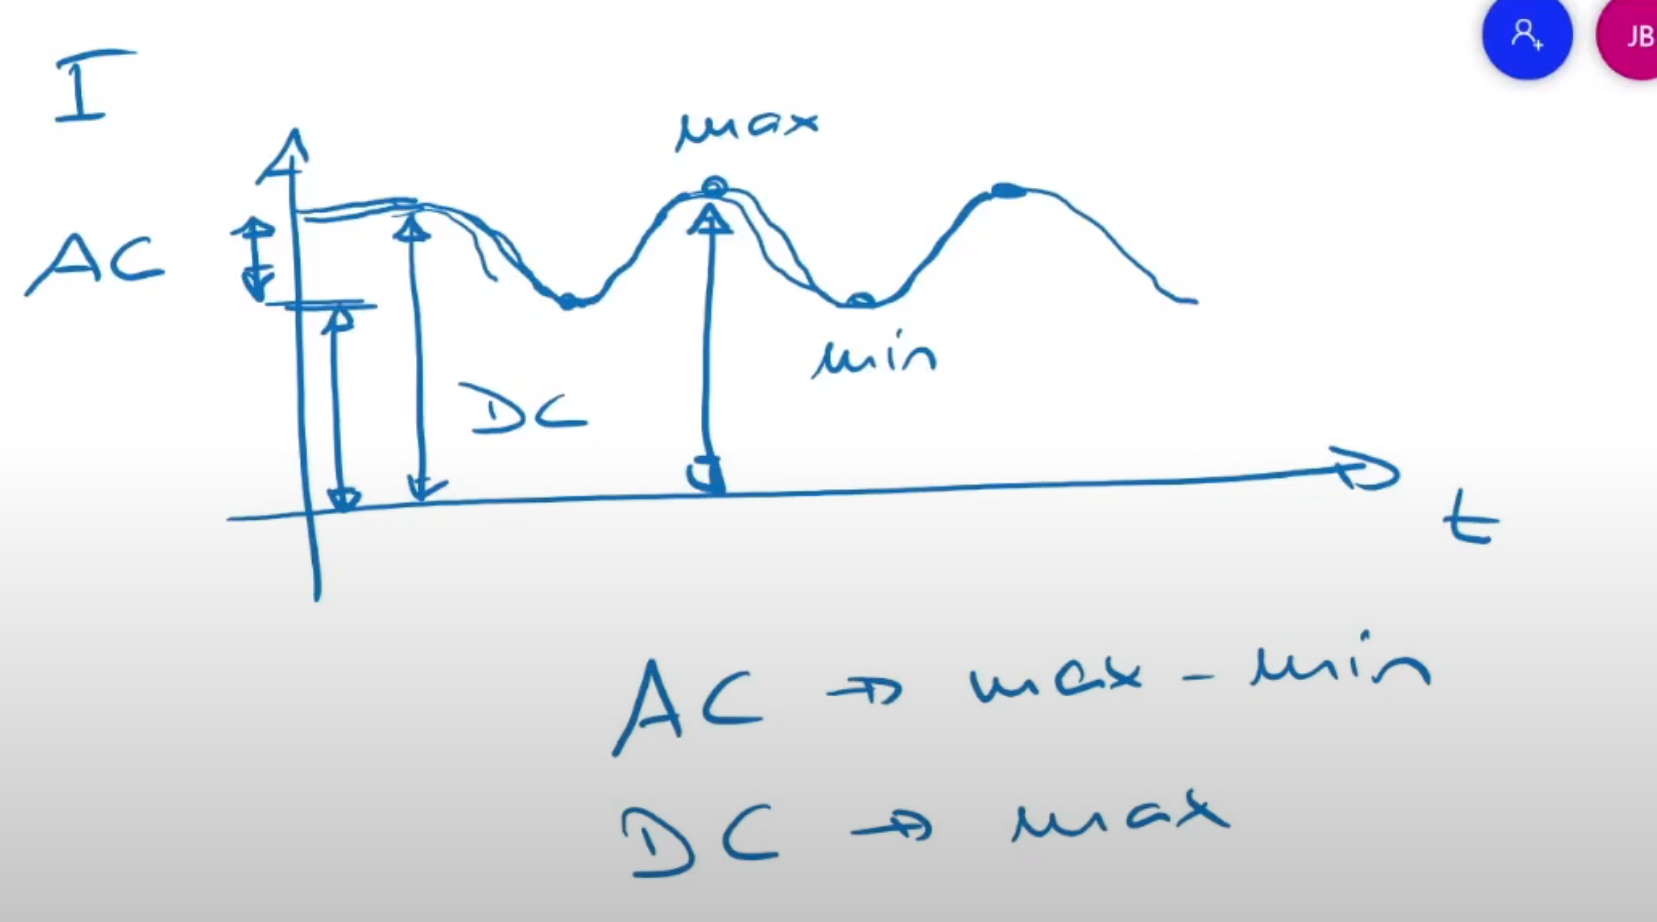 JB
I
max
AC
min
DC
t
AC → max - min
DC → max